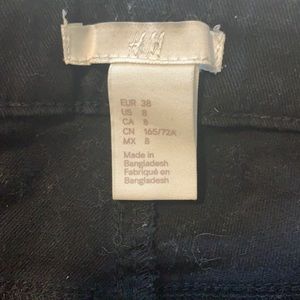 H&M
EUR 38
US 8
CA 8
CN 165/72A
MX 8
Made in
Bangladesh
Fabriqué en
Bangladesh